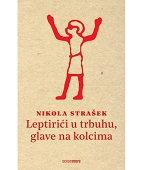 NIKOLA STRAŠEK
Leptirići u trbuhu,
glave na kolcima